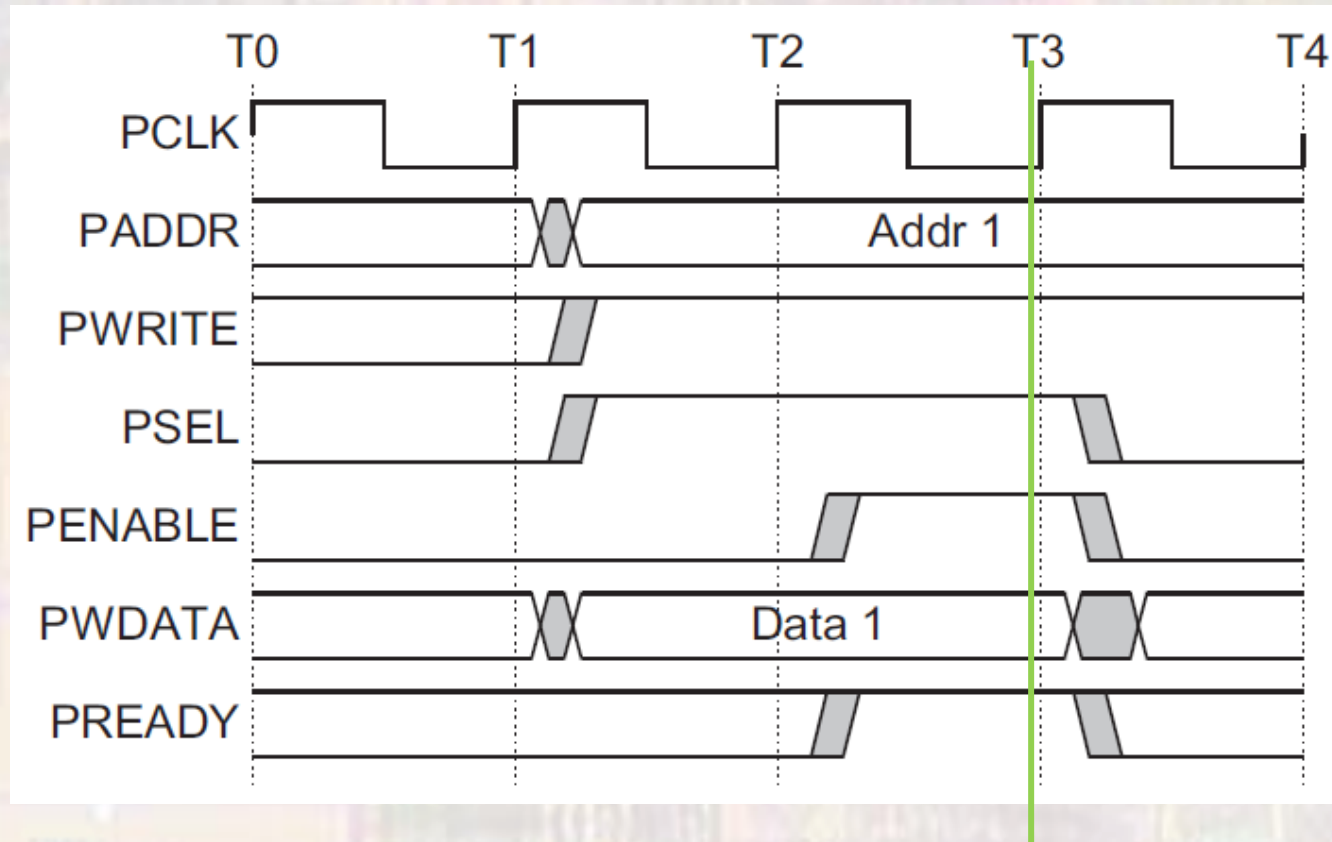 T0 T1 T2 T3 T4
PCLK
PADDR Addr 1
PWRITE
PSEL
PENABLE
PWDATA Data 1
PREADY